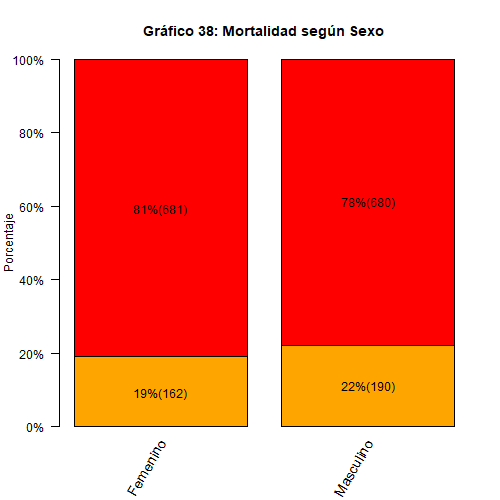 Gráfico 38: Mortalidad según Sexo
100%
80%
60%
40%
20%
0%
Porcentaje
81%(681)
78%(680)
19%(162)
22%(190)
Femenino
Masculino